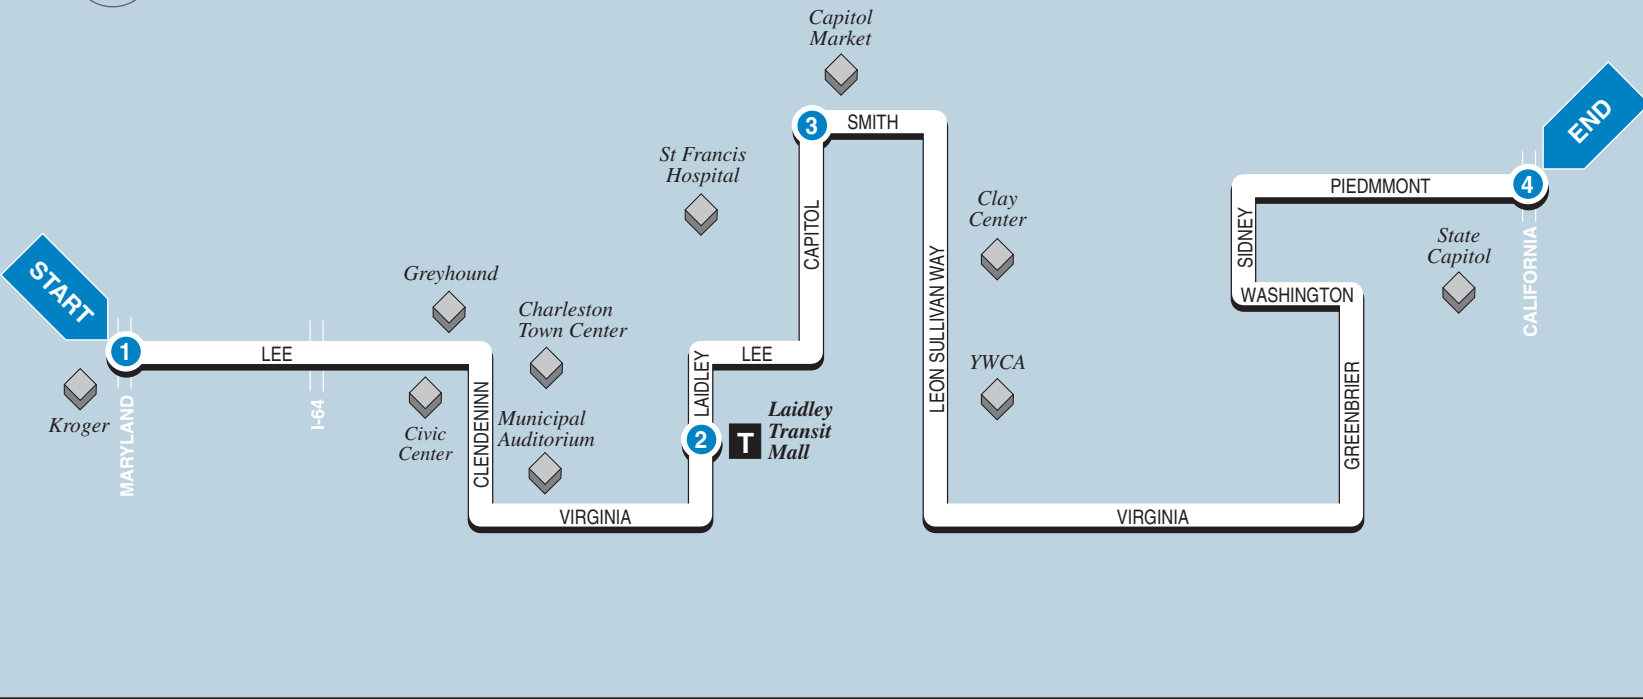 Capitol
Market
END
3
SMITH
St Francis
Hospital
PIEDMMONT
4
Clay
Center
CAPITOL
SIDNEY
State
Capitol
START
Greyhound
WASHINGTON
CALIFORNIA
Charleston
Town Center
LEON SULLIVAN WAY
1
LEE
LAIDLEY
LEE
YWCA
GREENBRIER
Kroger
MARYLAND
I-64
Civic
Center
CLENDENINN
Municipal
Auditorium
2
T
Laidley
Transit
Mall
VIRGINIA
VIRGINIA